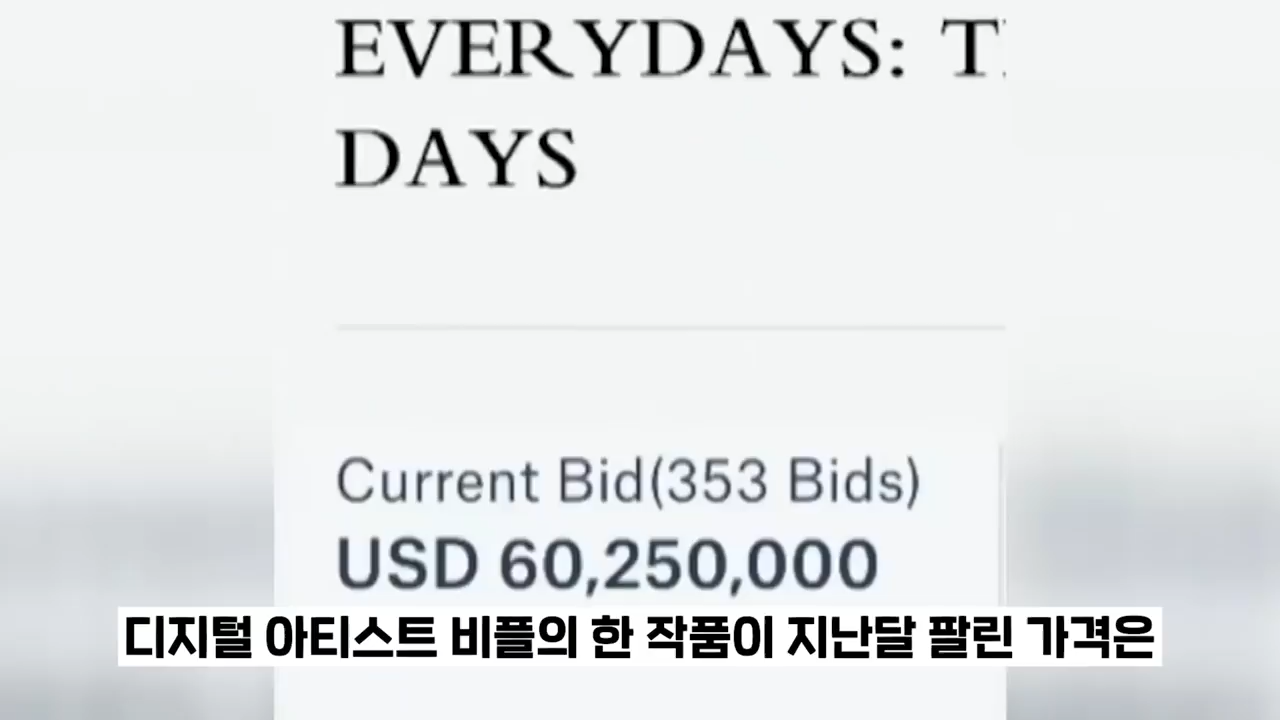 EVERYDAYS: T
DAYS
Current Bid(353 Bids)
USD 60,250,000
디지털 아티스트 비플의 한 작품이 지난달 팔린 가격은